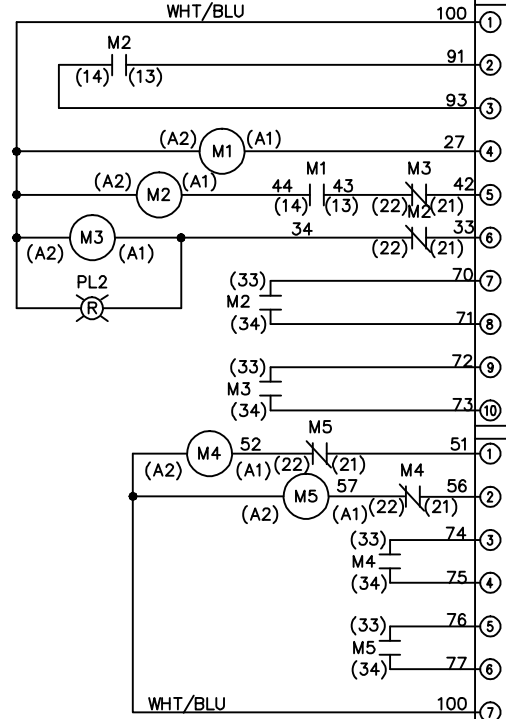 WHT/BLU 100 1
M2 91 2
(14) (13)
93 3
(A2) M1 (A1) 27 4
(A2) M2 (A1) 44 M1 43 M3 42 5
(14) (13) (22) (21)
M3 34 M2 33 6
(A2) (A1) (22) (21)
PL2
R
(33) 70 7
M2
(34) 71 8
(33) 72 9
M3
(34) 73 10
M5
M4 52 51 1
(A2) (A1) (22) (21)
M4
M5 57 56 2
(A2) (A1) (22) (21)
(33) 74 3
M4
(34) 75 4
(33) 76 5
M5
(34) 77 6
WHT/BLU 100 7